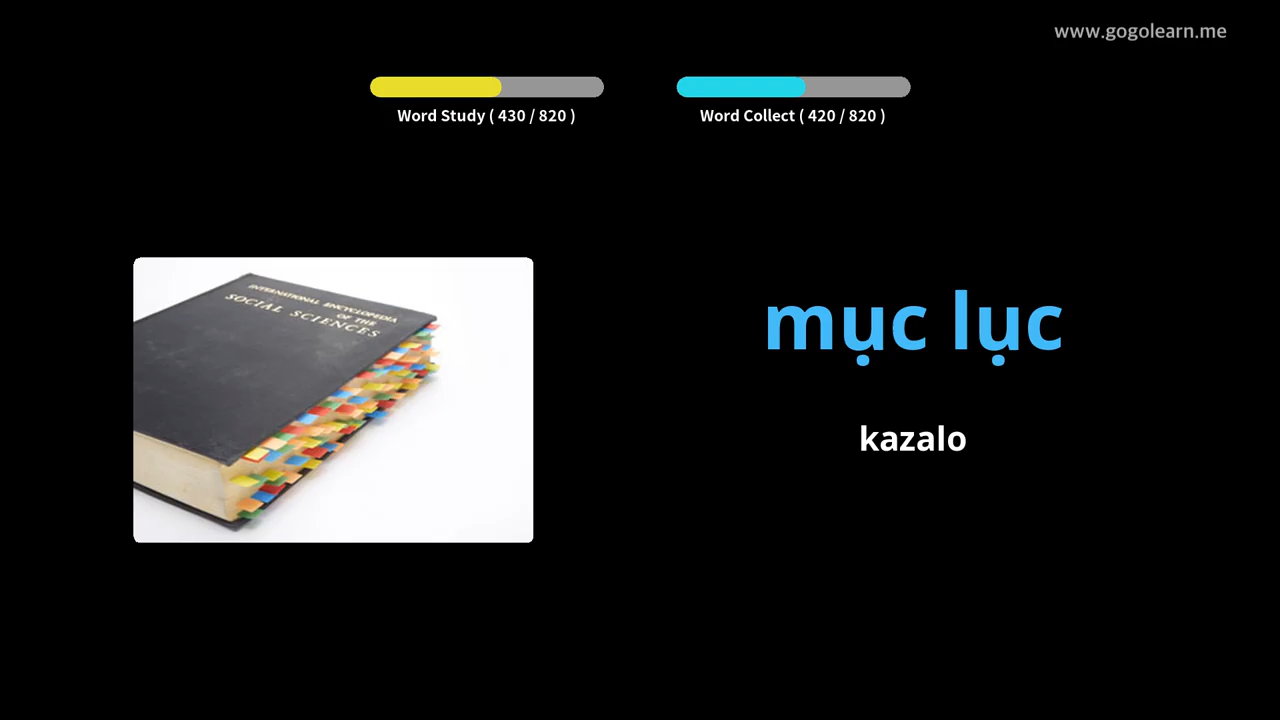 www.gogolearn.me
Word Study ( 430 / 820 )
Word Collect ( 420 / 820 )
INTERNATIONAL ENCYCLOPEDIA
OF THE
SOCIAL SCIENCES
mục lục
kazalo